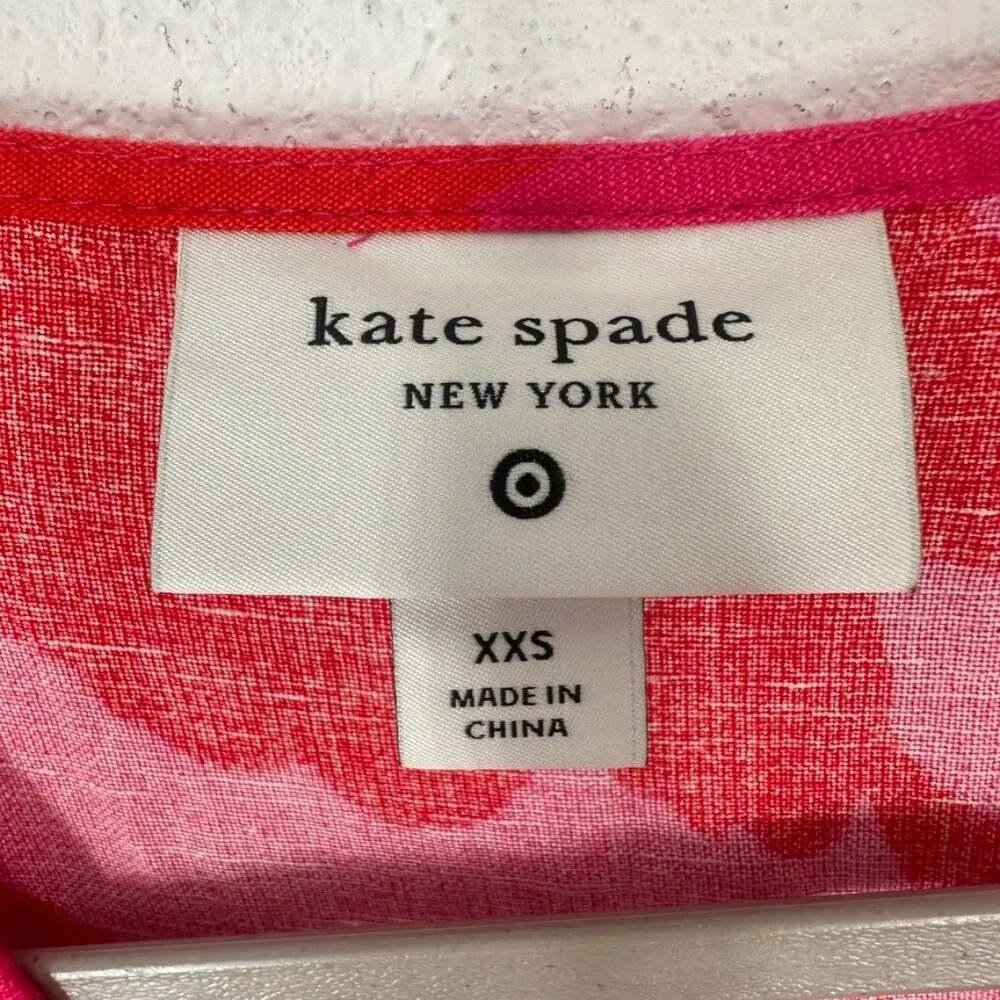 kate spade
NEW YORK
XXS
MADE IN
CHINA